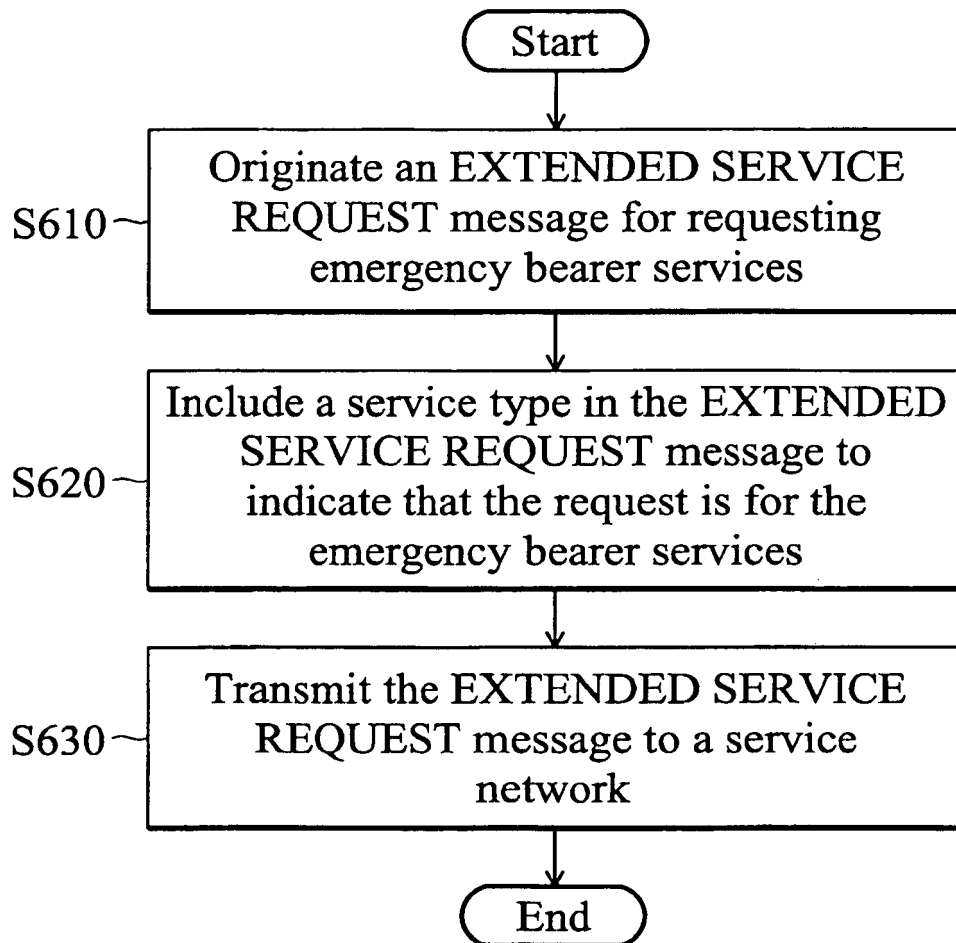 Start
Originate an EXTENDED SERVICE
S610
REQUEST message for requesting
emergency bearer services
Include a service type in the EXTENDED
SERVICE REQUEST message to
S620
indicate that the request is for the
emergency bearer services
Transmit the EXTENDED SERVICE
S630
REQUEST message to a service
network
End